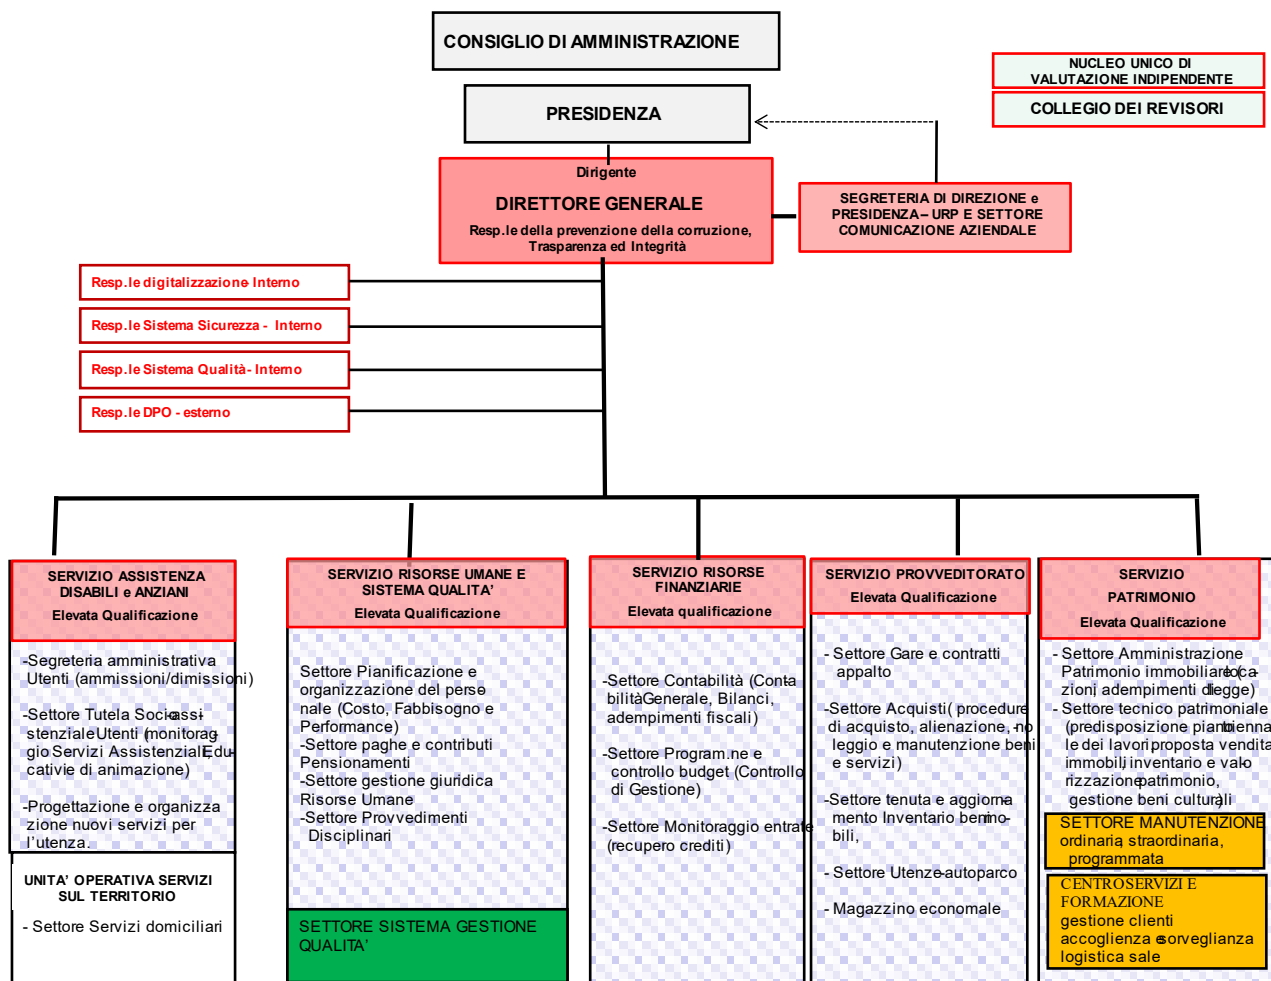 CONSIGLIO DI AMMINISTRAZIONE
NUCLEO UNICO DI
VALUTAZIONE INDIPENDENTE
COLLEGIO DEI REVISORI
PRESIDENZA
Dirigente
DIRETTORE GENERALE
Resp.le della prevenzione della corruzione,
Trasparenza ed Integrità
SEGRETERIA DI DIREZIONE e
PRESIDENZA – URP E SETTORE
COMUNICAZIONE AZIENDALE
Resp.le digitalizzazione- Interno
Resp.le Sistema Sicurezza - Interno
Resp.le Sistema Qualità- Interno
Resp.le DPO - esterno
SERVIZIO ASSISTENZA
DISABILI e ANZIANI
Elevata Qualificazione
-Segreteria amministrativa
Utenti (ammissioni/dimissioni)
-Settore Tutela Socio-assi-
stenziale Utenti (monitorag-
gio Servizi Assistenziali, Edu-
cativi e di animazione)
-Progettazione e organizza
zione nuovi servizi per
l'utenza.
UNITA' OPERATIVA SERVIZI
SUL TERRITORIO
- Settore Servizi domiciliari
SERVIZIO RISORSE UMANE E
SISTEMA QUALITA'
Elevata Qualificazione
Settore Pianificazione e
organizzazione del perso-
nale (Costo, Fabbisogno e
Performance)
-Settore paghe e contributi
Pensionamenti
-Settore gestione giuridica
Risorse Umane
-Settore Provvedimenti
Disciplinari
SETTORE SISTEMA GESTIONE
QUALITA'
SERVIZIO RISORSE
FINANZIARIE
Elevata qualificazione
-Settore Contabilità (Conta
bilità Generale, Bilanci,
adempimenti fiscali)
-Settore Program.ne e
controllo budget (Controllo
di Gestione)
-Settore Monitoraggio entrate
(recupero crediti)
SERVIZIO PROVVEDITORATO
Elevata Qualificazione
- Settore Gare e contratti
appalto
-Settore Acquisti ( procedure
di acquisto, alienazione, no-
leggio e manutenzione beni
e servizi)
-Settore tenuta e aggiorna
mento Inventario beni mo-
bili,
- Settore Utenze-autoparco
- Magazzino economale
SERVIZIO
PATRIMONIO
Elevata Qualificazione
- Settore Amministrazione
Patrimonio immobiliare (loca-
zioni, adempimenti di legge)
- Settore tecnico patrimoniale
(predisposizione piano bienna
le dei lavori, proposta vendita
immobili, inventario e valo-
rizzazione patrimonio,
gestione beni culturali)
SETTORE MANUTENZIONE
ordinaria, straordinaria,
programmata
CENTRO SERVIZI E
FORMAZIONE
gestione clienti
accoglienza e sorveglianza
logistica sale